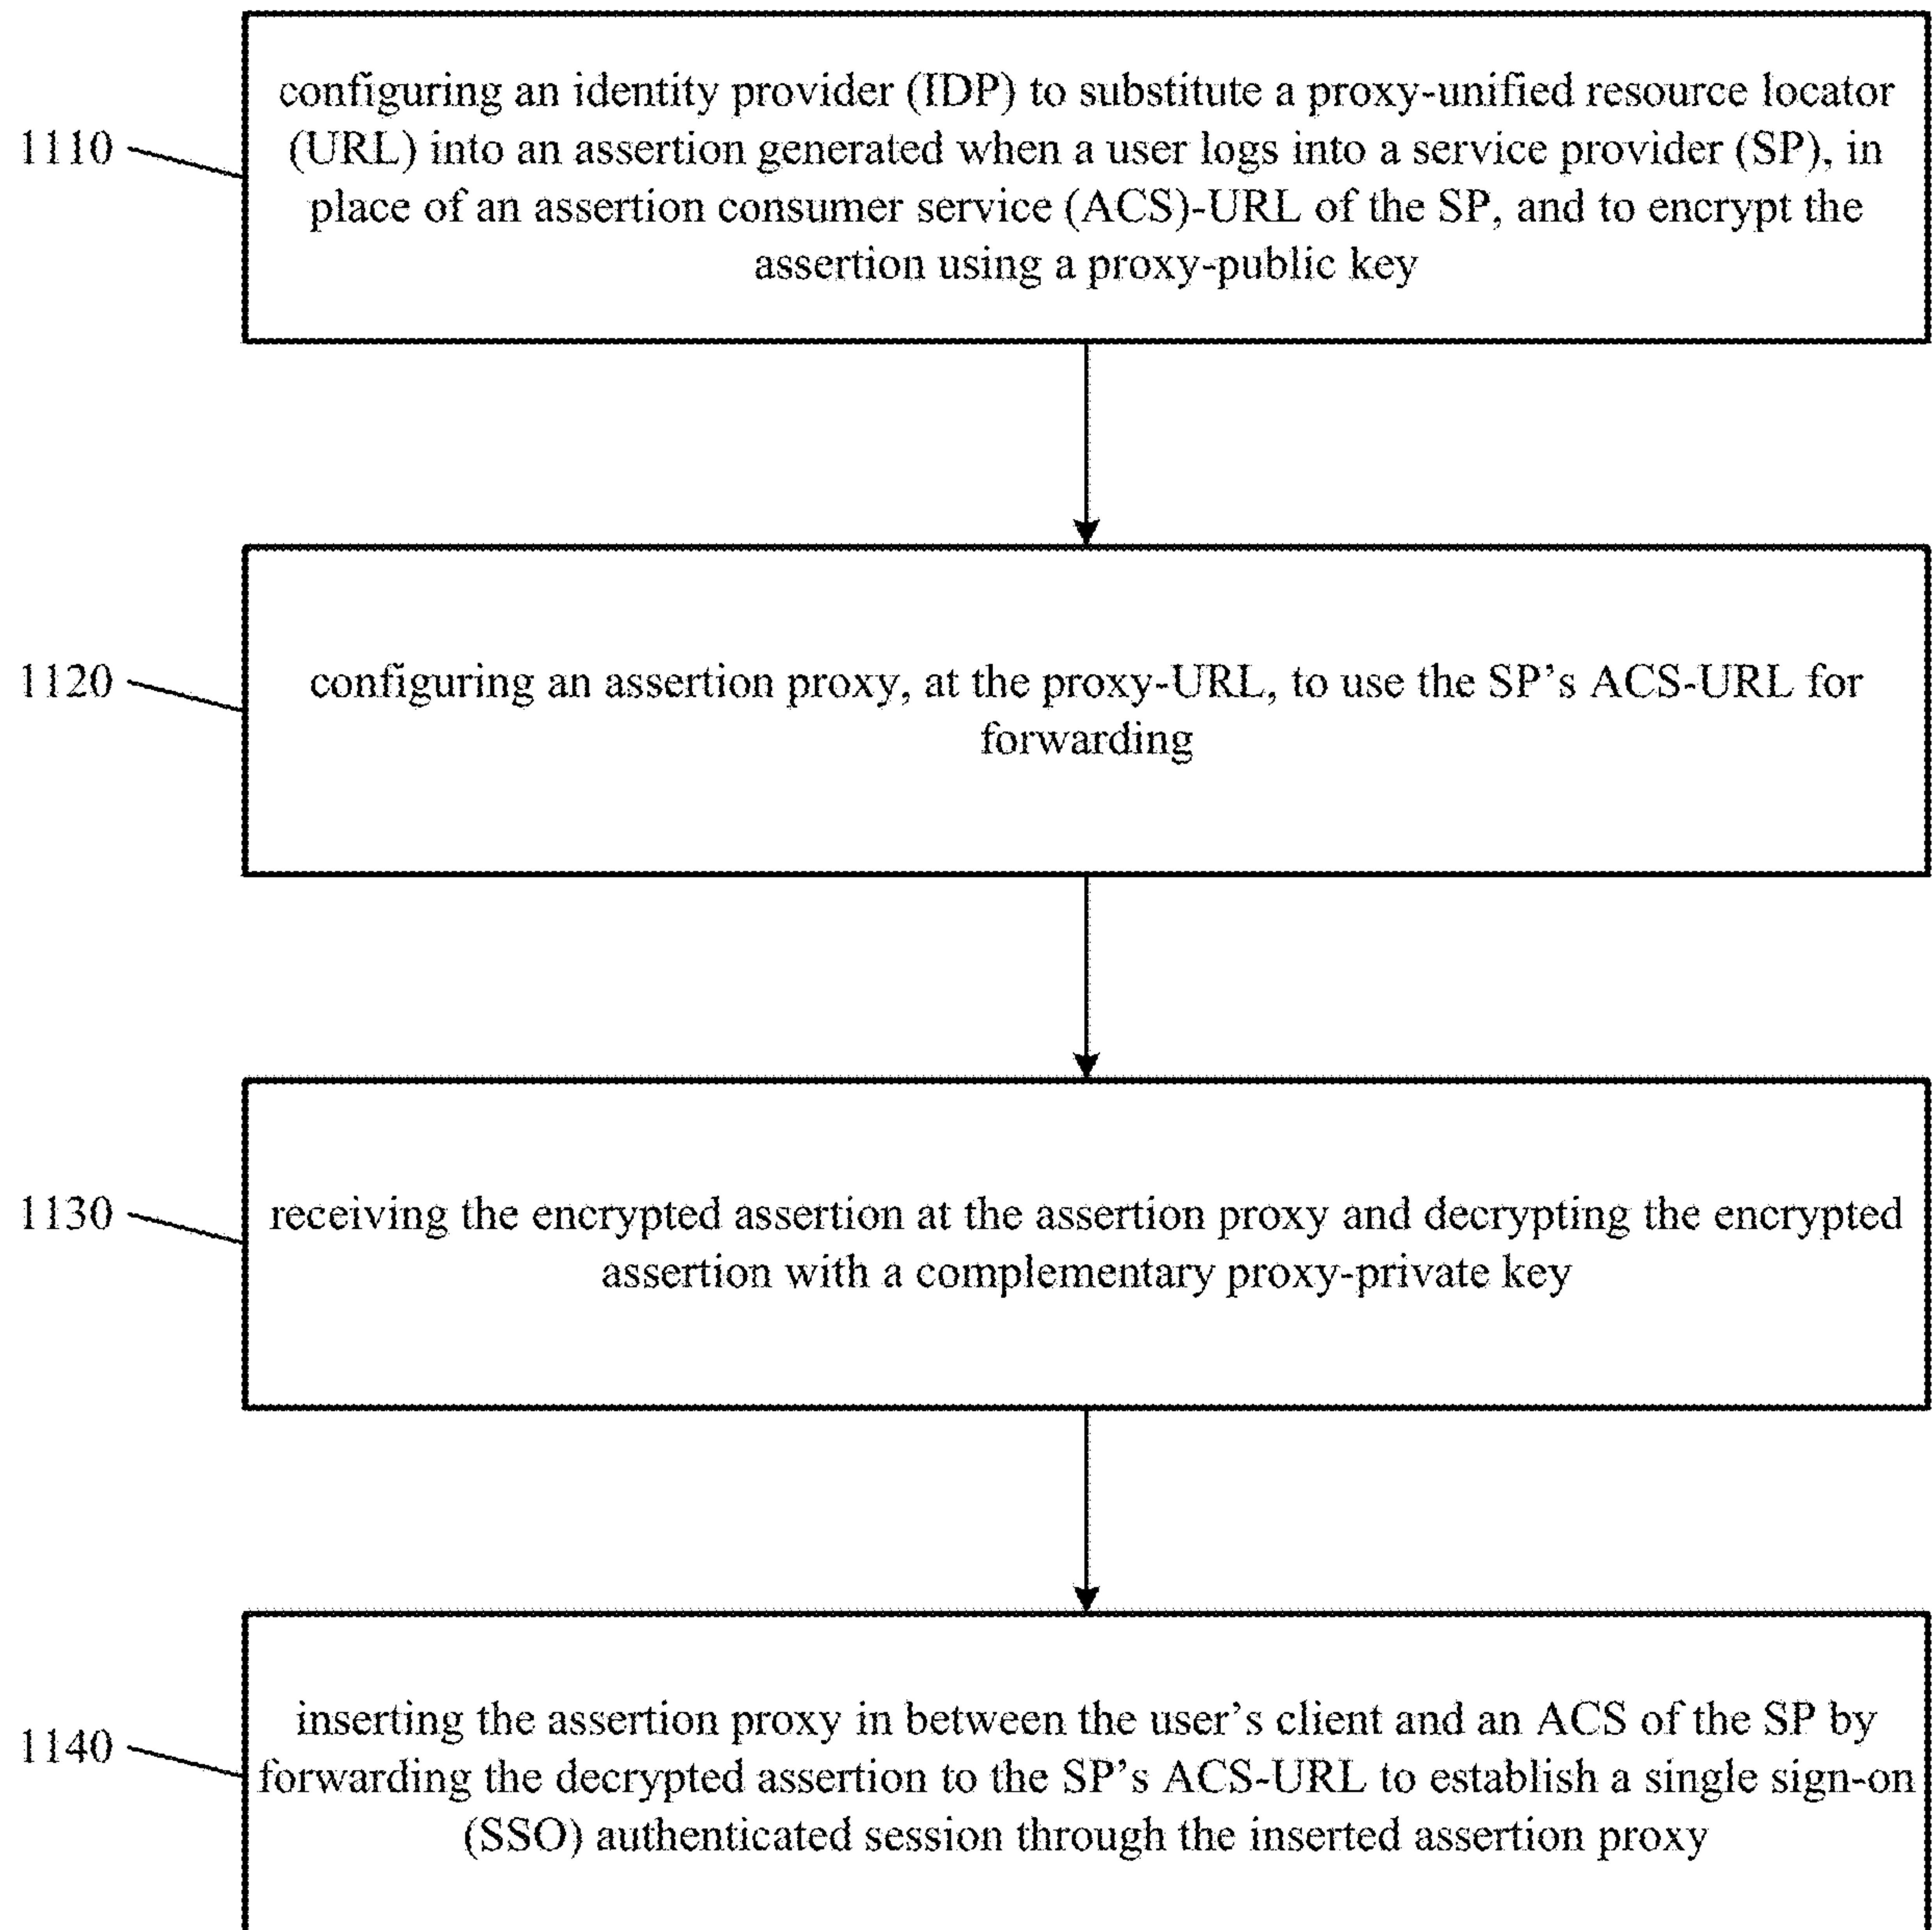 1110
configuring an identity provider (IDP) to substitute a proxy-unified resource locator
(URL) into an assertion generated when a user logs into a service provider (SP), in
place of an assertion consumer service (ACS)-URL of the SP, and to encrypt the
assertion using a proxy-public key
1120
configuring an assertion proxy, at the proxy-URL, to use the SP’s ACS-URL for
forwarding
1130
receiving the encrypted assertion at the assertion proxy and decrypting the encrypted
assertion with a complementary proxy-private key
1140
inserting the assertion proxy in between the user’s client and an ACS of the SP by
forwarding the decrypted assertion to the SP’s ACS-URL to establish a single sign-on
(SSO) authenticated session through the inserted assertion proxy